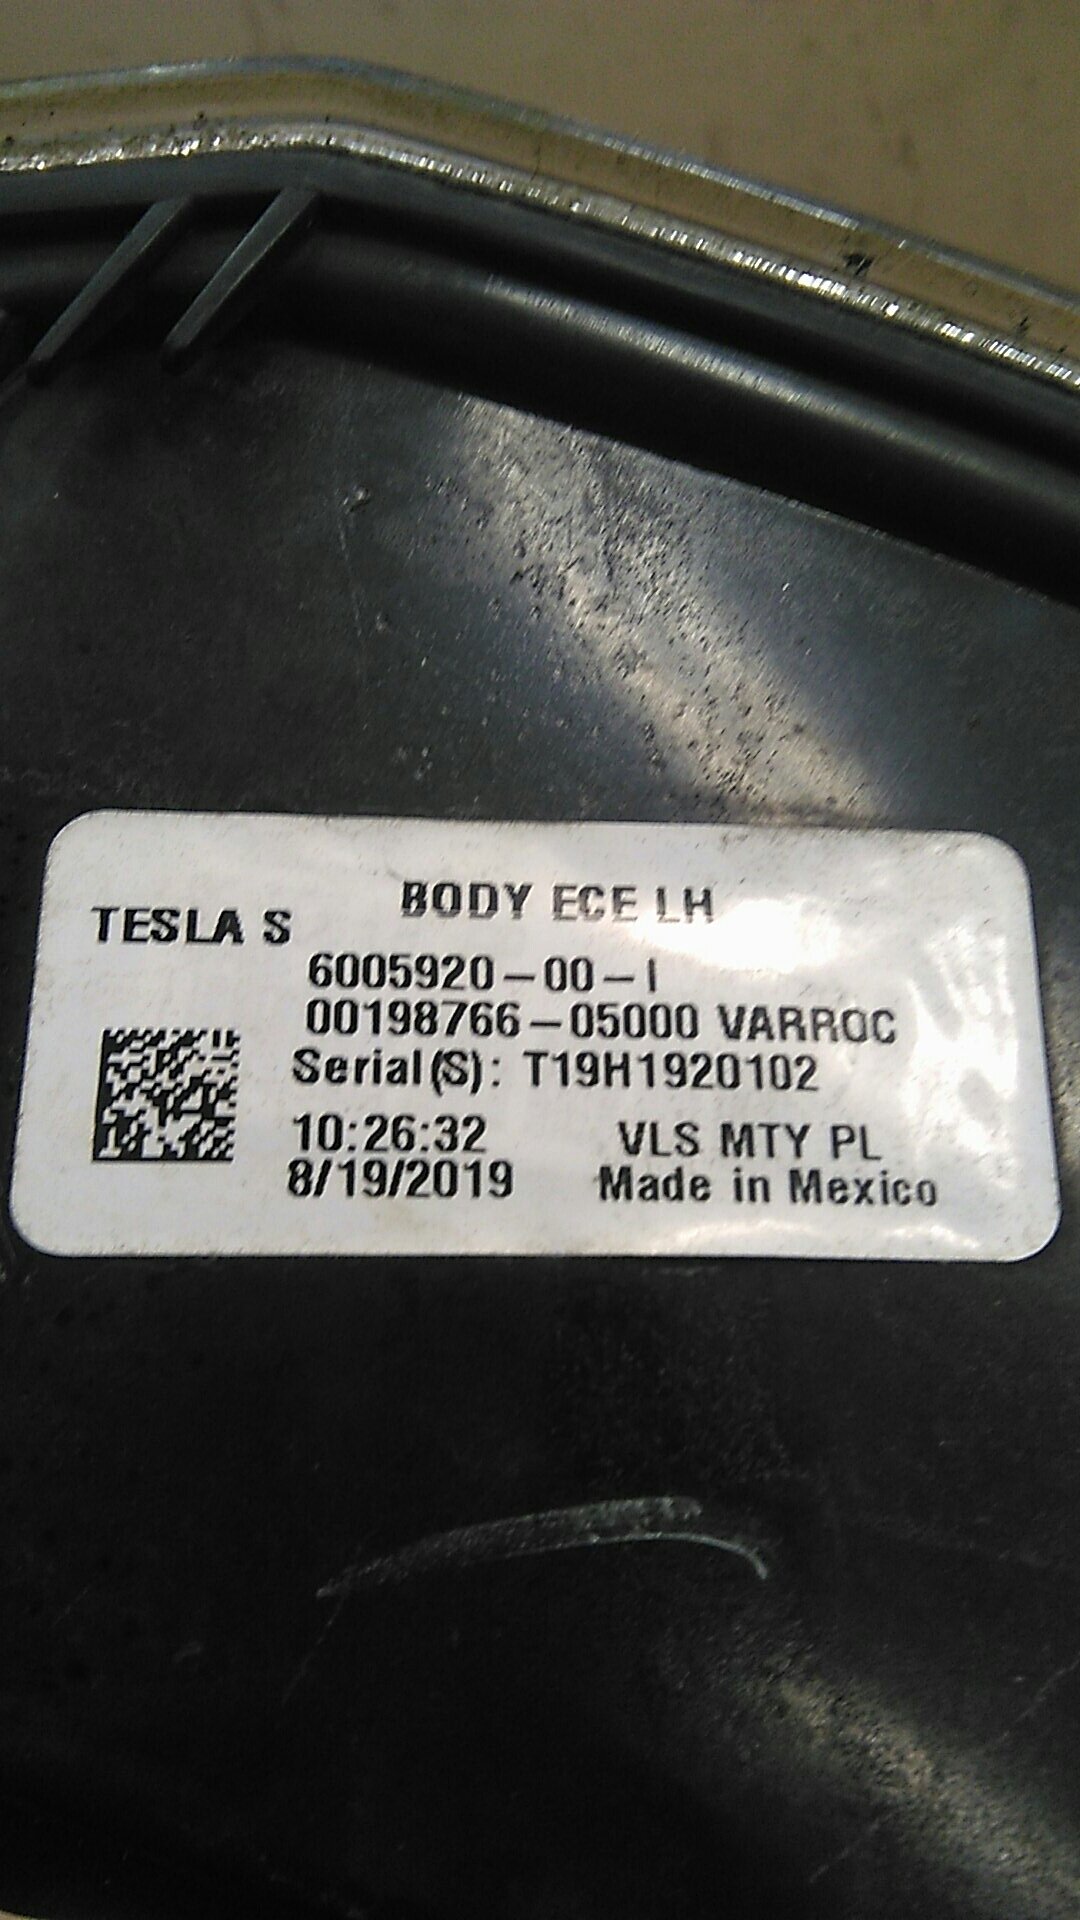 BODY ECE LH
TESLA S
6005920-00-I
00198766-05000 VARROC
Serial(S): T19H1920102
10:26:32 VLS MTY PL
8/19/2019 Made in Mexico